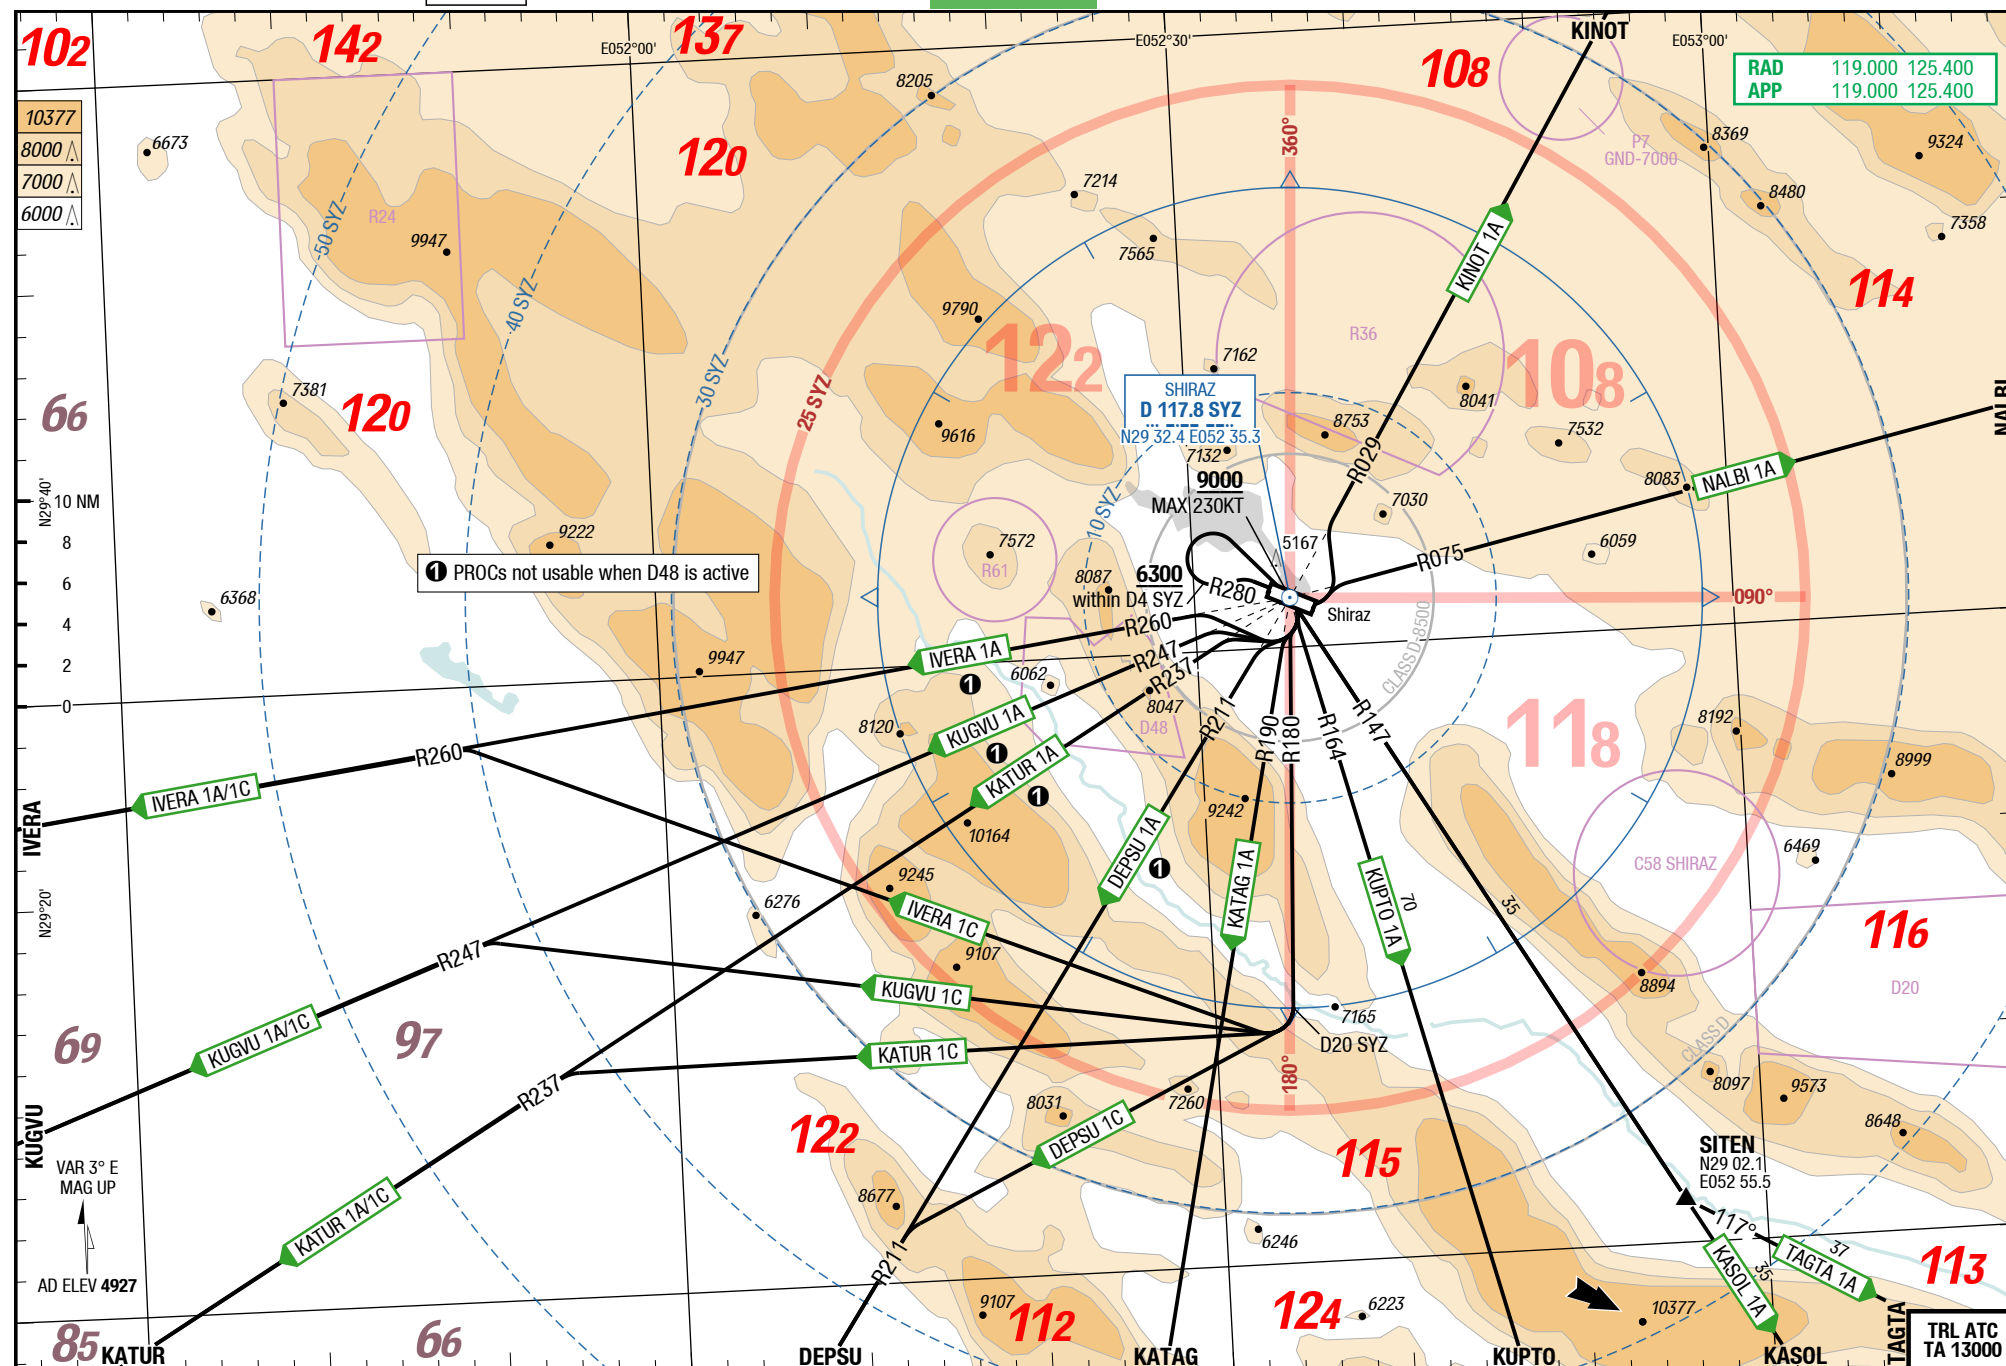 KINOT
102
142
137
108
E052°00'
E052°30'
E053°00'
RAD 119.000 125.400
APP 119.000 125.400
10377
8000
7000
6000
6673
8205
360°
P7
GND-7000
8369
9324
120
7214
8480
7358
R24
9947
50 SYZ
7565
KINOT 1A
114
40 SYZ
9790
122
R36
108
7162
30 SYZ
25 SYZ
SHIRAZ
D 117.8 SYZ
N29 32.4 E052 35.3
8041
NALBI
66
7381
120
9616
8753
7532
7132
R029
9000
MAX 230KT
8083
NALBI 1A
N29°40'
10 NM
8
6
4
2
0
10 SYZ
7030
9222
7572
R61
5167
6059
R075
❶ PROCs not usable when D48 is active
8087
6300
within D4 SYZ
R280
090°
6368
Shiraz
R260
CLASS D-8500
IVERA 1A
❶
R247
R237
9947
6062
8047
D48
R211
R190
R180
R164
R147
118
8192
8120
KUGVU 1A
❶
R260
KATUR 1A
❶
8999
IVERA 1A/1C
IVERA
9242
10164
DEPSU 1A
❶
6469
C58 SHIRAZ
9245
KATAG 1A
KUPTO 1A
70
35
N29°20'
6276
IVERA 1C
116
R247
9107
8894
D20
KUGVU 1C
7165
KUGVU 1A/1C
69
97
KATUR 1C
D20 SYZ
CLASS D
180°
8097
9573
R237
7260
8031
8648
KUGVU
122
DEPSU 1C
115
SITEN
N29 02.1
E052 55.5
VAR 3° E
MAG UP
KATUR 1A/1C
8677
117°
6246
R211
37
TAGTA 1A
KASOL 1A
35
113
AD ELEV 4927
9107
112
124
6223
10377
TAGTA
TRL ATC
TA 13000
85
KATUR
66
DEPSU
KATAG
KUPTO
KASOL